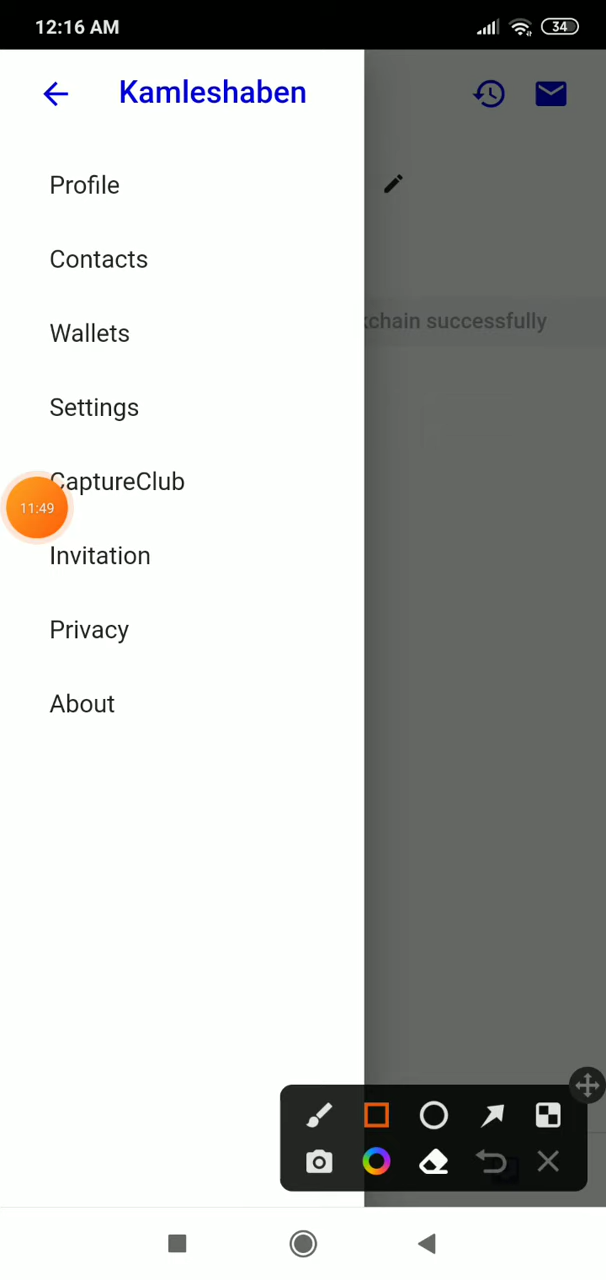 12:16 AM
34
Kamleshaben
Profile
Contacts
kchain successfully
Wallets
Settings
CaptureClub
11:49
Invitation
Privacy
About